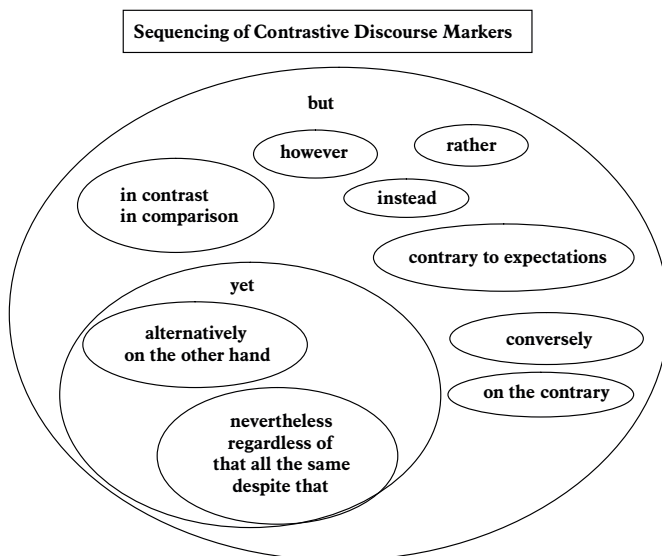 Sequencing of Contrastive Discourse Markers
but
however
rather
in contrast
in comparison
instead
contrary to expectations
yet
alternatively
on the other hand
conversely
on the contrary
nevertheless
regardless of
that all the same
despite that